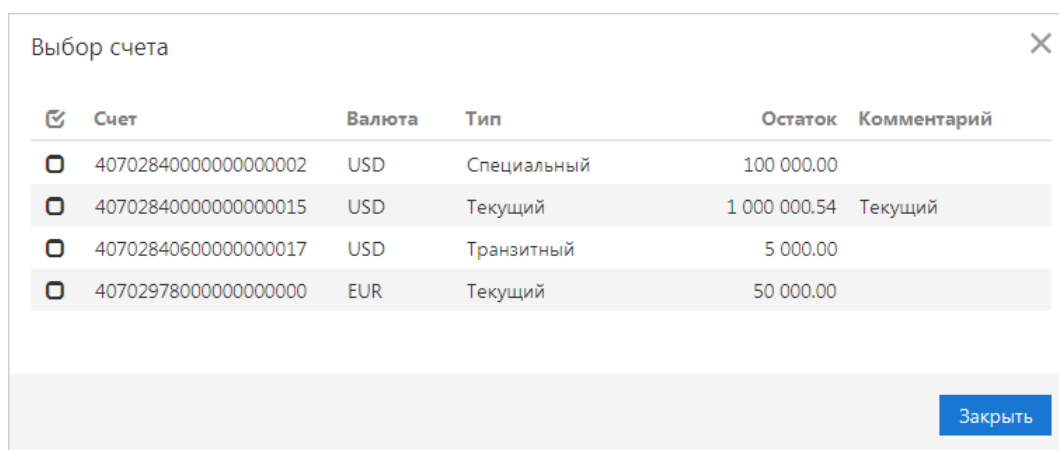 Выбор счета
Счет Валюта Тип Остаток Комментарий
40702840000000000002 USD Специальный 100 000.00
40702840000000000015 USD Текущий 1 000 000.54 Текущий
40702840600000000017 USD Транзитный 5 000.00
40702978000000000000 EUR Текущий 50 000.00
Закрыть